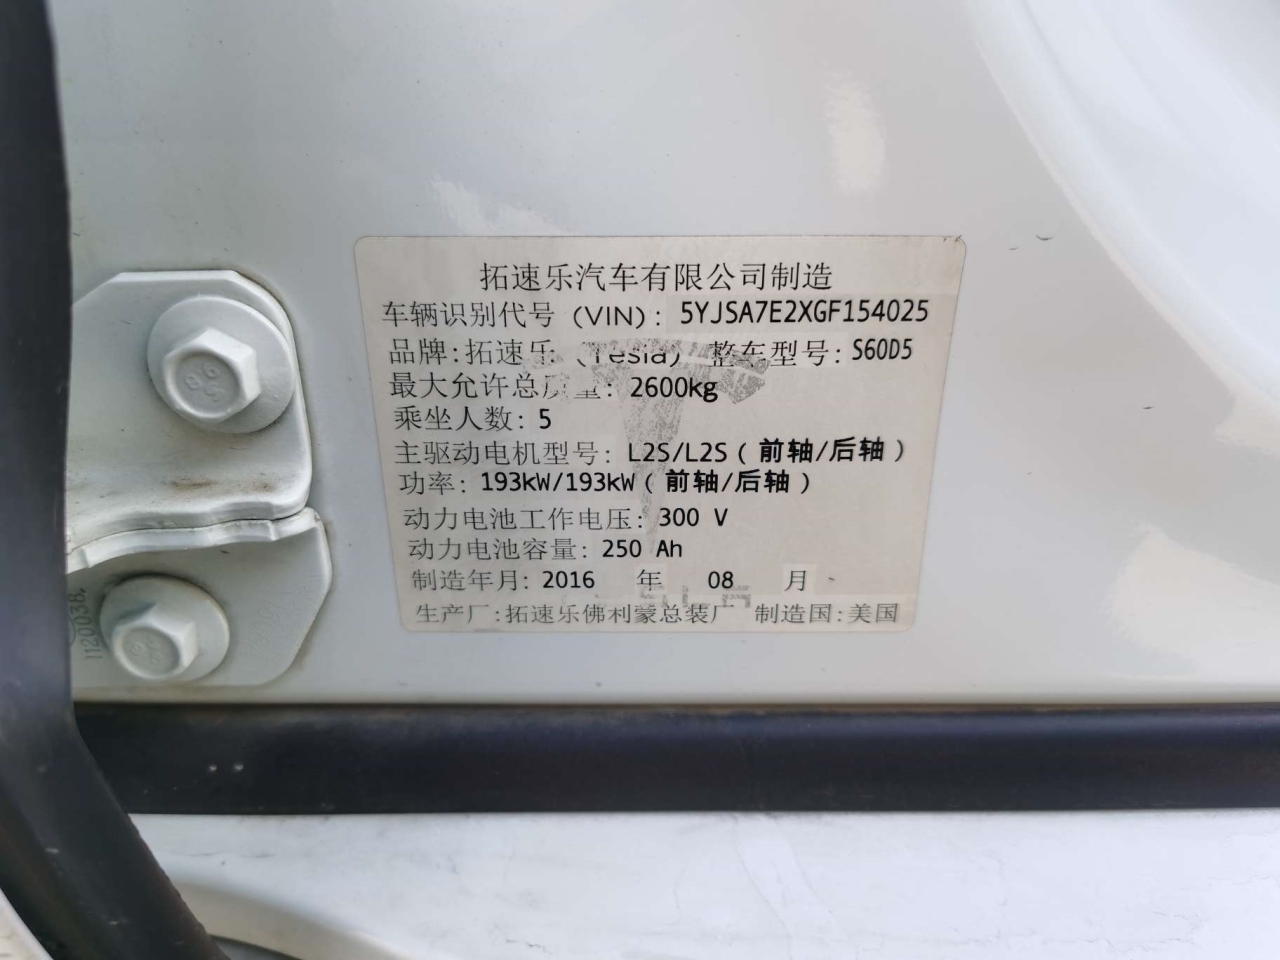 拓速乐汽车有限公司制造
车辆识别代号 (VIN): 5YJSA7E2XGF154025
品牌:拓速乐 (Tesla) 整车型号: S60D5
最大允许总质量: 2600kg
乘坐人数: 5
主驱动电机型号: L2S/L2S (前轴/后轴)
功率: 193kW/193kW (前轴/后轴)
动力电池工作电压: 300 V
动力电池容量: 250 Ah
制造年月: 2016 年 08 月
生产厂:拓速乐佛利蒙总装厂 制造国:美国
1120038